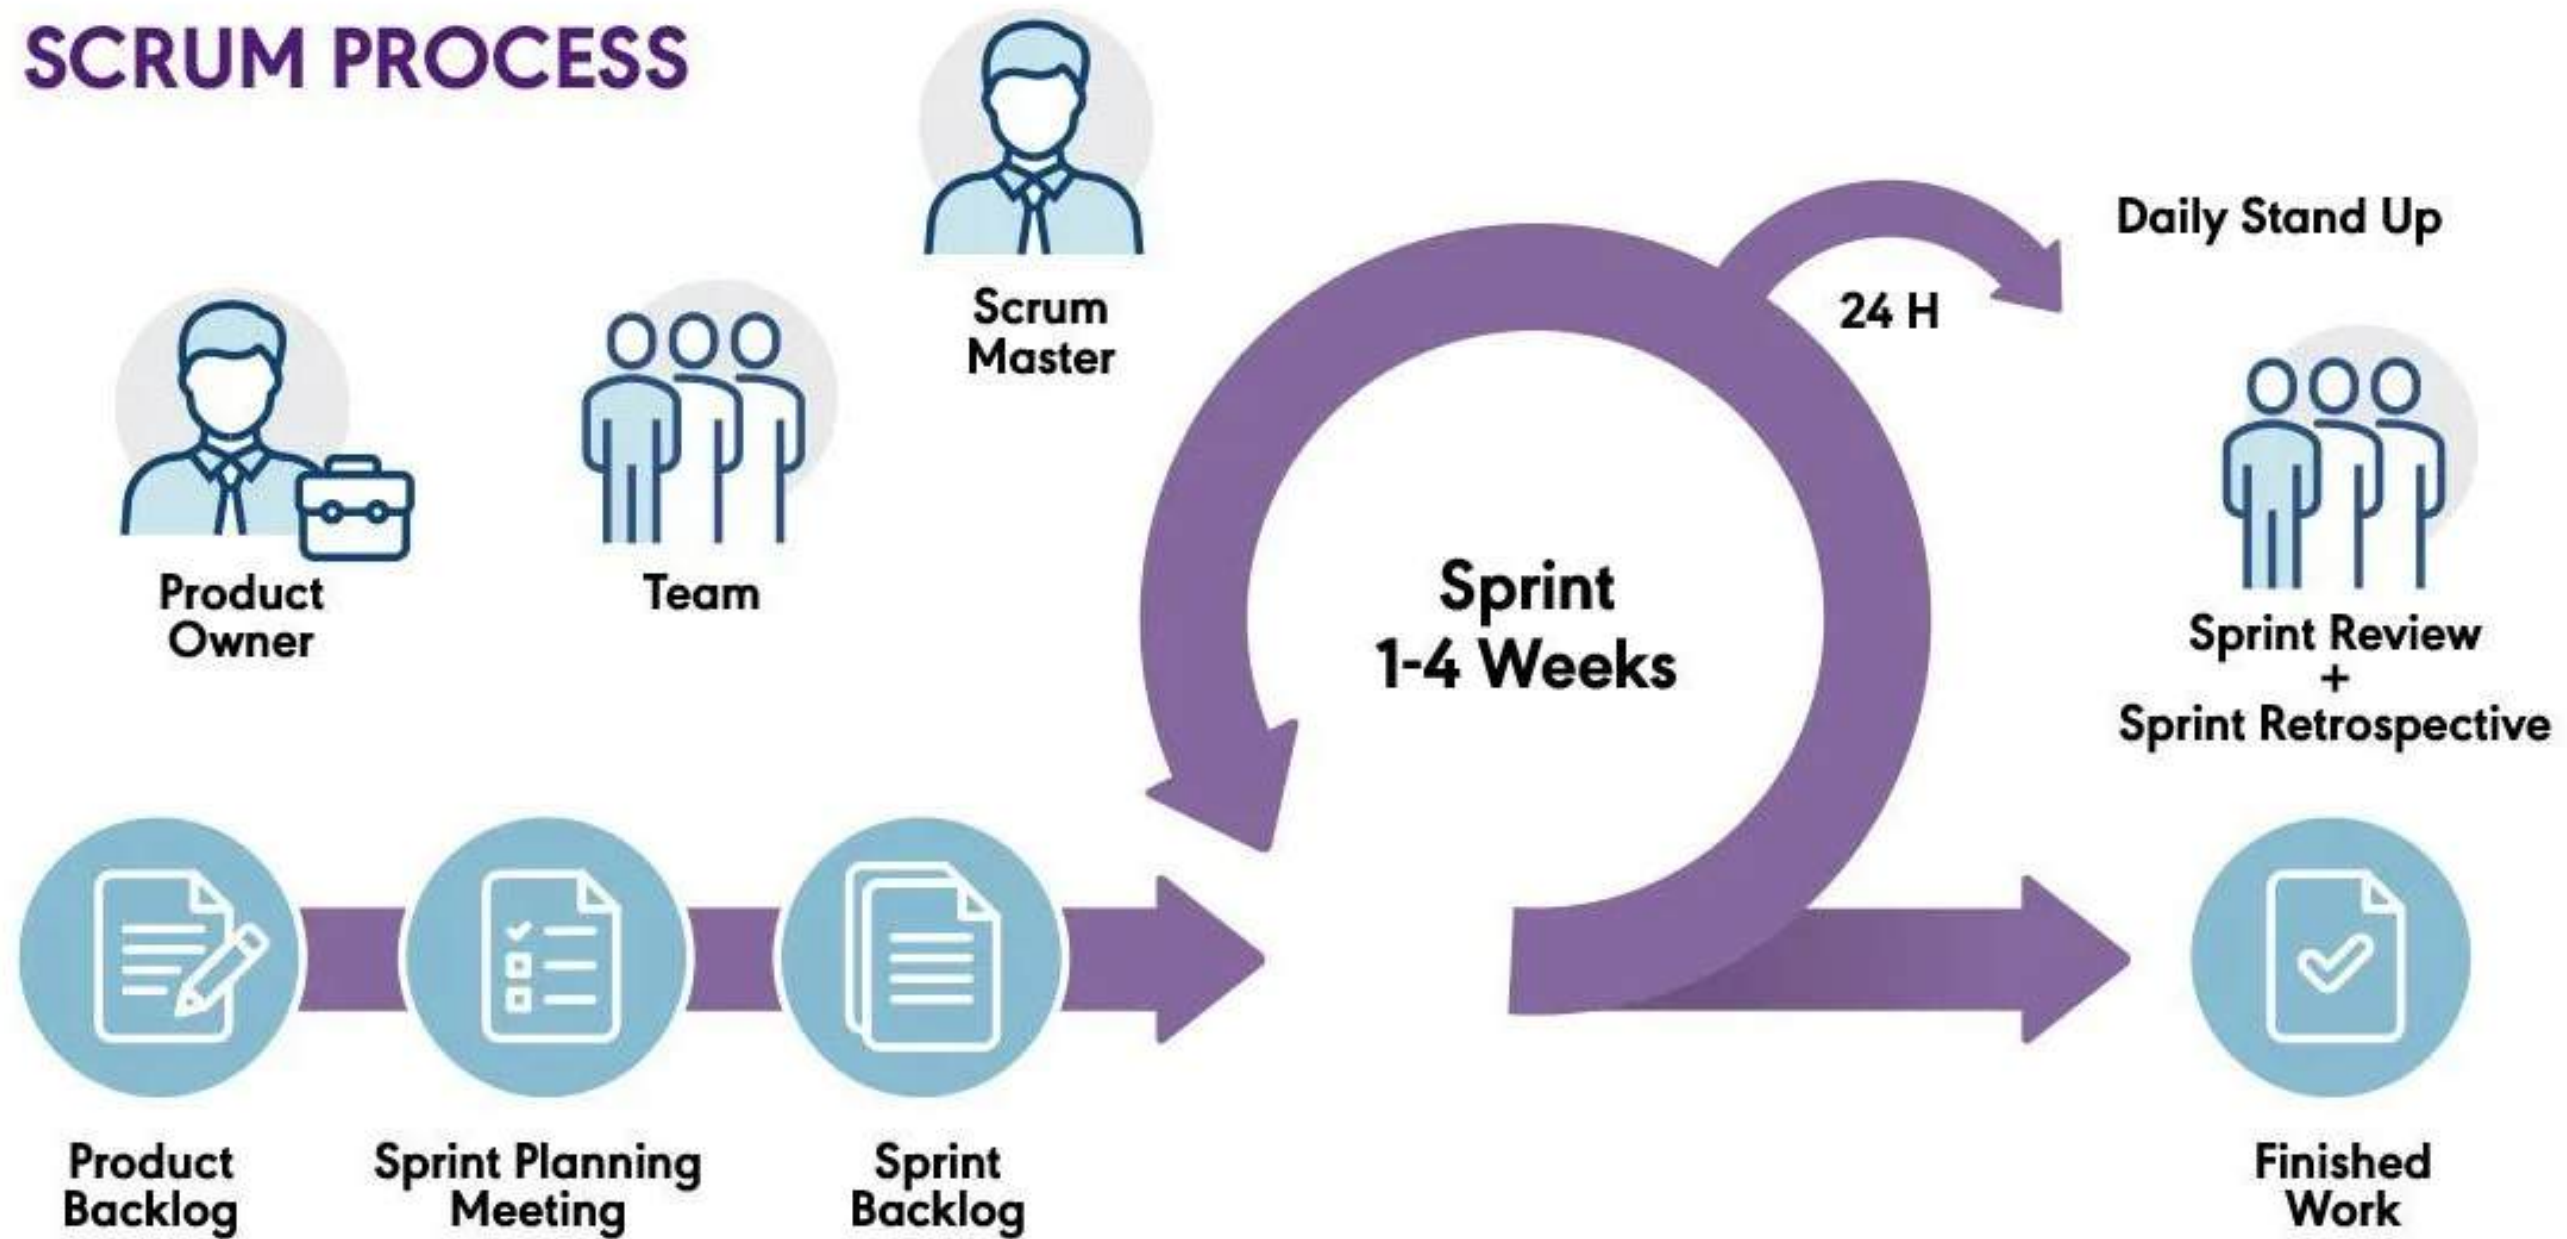 SCRUM PROCESS
Scrum
Master
Daily Stand Up
24 H
Product
Owner
Team
Sprint
1-4 Weeks
Sprint Review
+
Sprint Retrospective
Product
Backlog
Sprint Planning
Meeting
Sprint
Backlog
Finished
Work